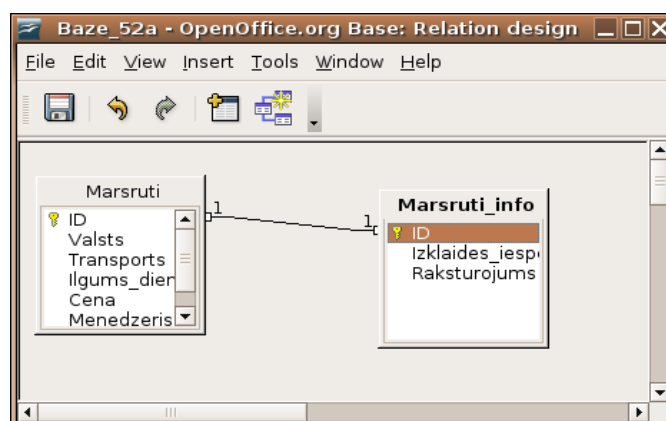 Baze_52a - OpenOffice.org Base: Relation design
File Edit View Insert Tools Window Help
Marsruti
ID
Valsts
Transports
Ilgums_dien
Cena
Menedzeris
1
1
Marsruti_info
ID
Izklaides_iesp
Raksturojums